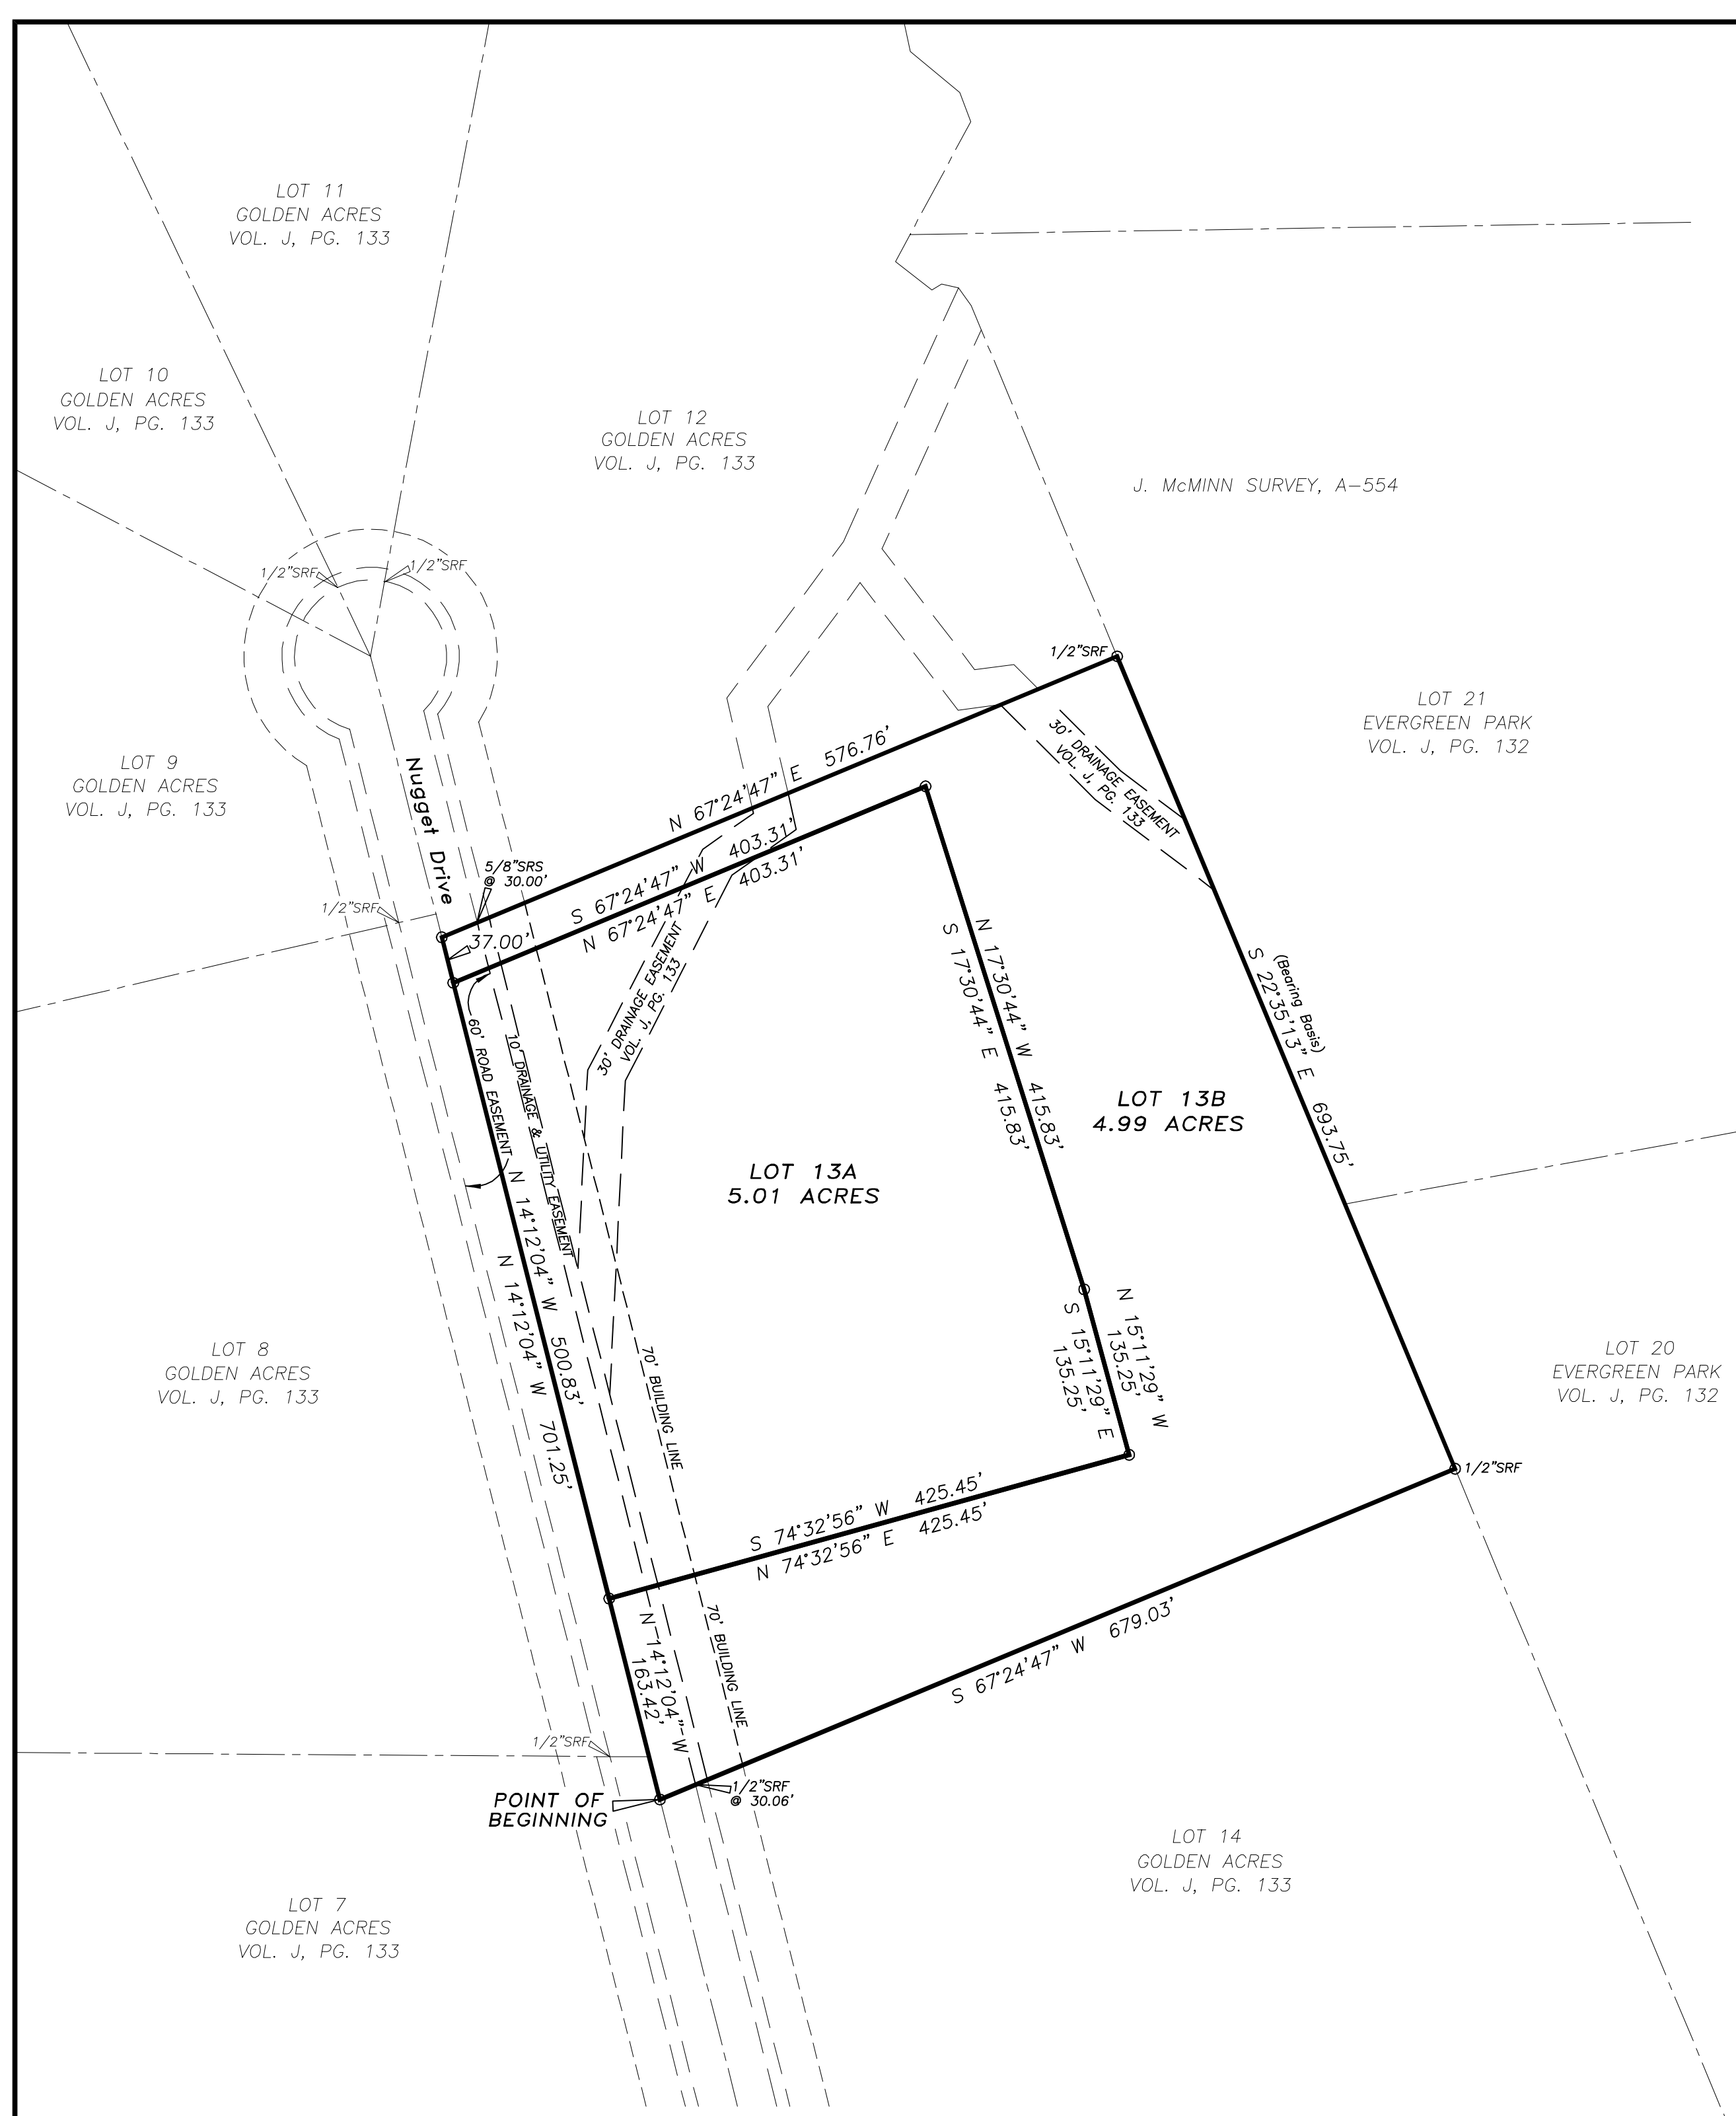 LOT 11
GOLDEN ACRES
VOL. J, PG. 133
LOT 10
GOLDEN ACRES
VOL. J, PG. 133
LOT 12
GOLDEN ACRES
VOL. J, PG. 133
J. McMINN SURVEY, A-554
1/2"SRF
1/2"SRF
1/2"SRF
LOT 21
EVERGREEN PARK
VOL. J, PG. 132
LOT 9
GOLDEN ACRES
VOL. J, PG. 133
Nugget Drive
N 67°24'47" E 576.76'
30' DRAINAGE EASEMENT
VOL. J, PG. 133
5/8"SRS
@ 30.00'
S 67°24'47" W 403.31'
N 67°24'47" E 403.31'
1/2"SRF
37.00'
30' DRAINAGE EASEMENT
VOL. J, PG. 133
N 17°30'44" W 415.83'
S 17°30'44" E 415.83'
(Bearing Basis)
S 22°35'13" E 693.75'
60' ROAD EASEMENT
10' DRAINAGE & UTILITY EASEMENT
LOT 13B
4.99 ACRES
LOT 13A
5.01 ACRES
N 14°12'04" W 500.83'
N 14°12'04" W 701.25'
N 15°11'29" W
135.25'
S 15°11'29" E
135.25'
70' BUILDING LINE
LOT 8
GOLDEN ACRES
VOL. J, PG. 133
LOT 20
EVERGREEN PARK
VOL. J, PG. 132
1/2"SRF
S 74°32'56" W 425.45'
N 74°32'56" E 425.45'
70' BUILDING LINE
N 14°12'04" W
163.42'
S 67°24'47" W 679.03'
1/2"SRF
1/2"SRF
@ 30.06'
POINT OF
BEGINNING
LOT 14
GOLDEN ACRES
VOL. J, PG. 133
LOT 7
GOLDEN ACRES
VOL. J, PG. 133